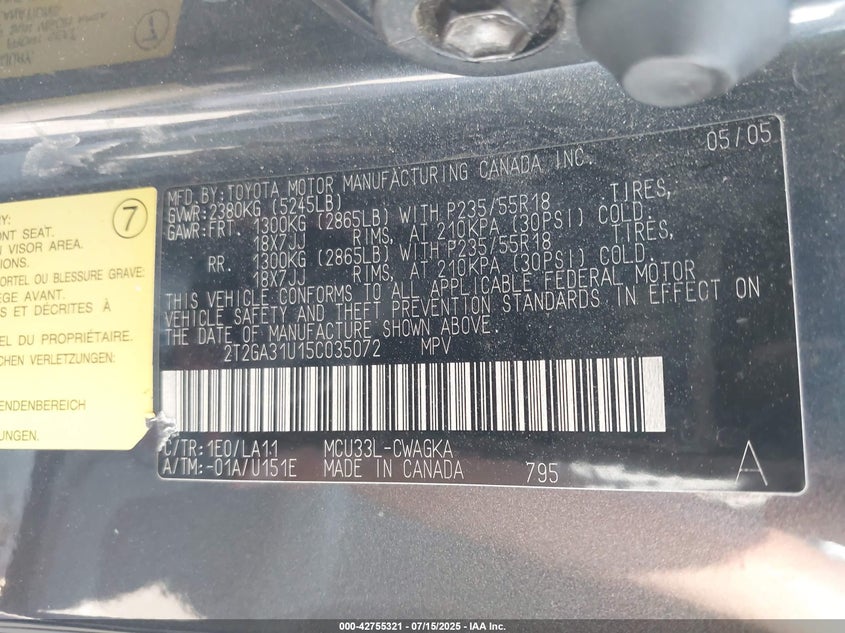 MFD. BY: TOYOTA MOTOR MANUFACTURING CANADA INC. 05/05
GVWR: 2380KG (5245LB)
GAWR: FRT. 1300KG (2865LB) WITH P235/55R18 TIRES,
18X7JJ RIMS, AT 210KPA (30PSI) COLD.
RR. 1300KG (2865LB) WITH P235/55R18 TIRES,
18X7JJ RIMS, AT 210KPA (30PSI) COLD.
THIS VEHICLE CONFORMS TO ALL APPLICABLE FEDERAL MOTOR
VEHICLE SAFETY AND THEFT PREVENTION STANDARDS IN EFFECT ON
THE DATE OF MANUFACTURE SHOWN ABOVE.
2T2GA31U15C035072 MPV
C/TR: 1E0/LA11 MCU33L-CWAGKA
A/TM: -01A/U151E MADE IN CANADA 795 A
7
RY:
ONT SEAT.
U VISOR AREA.
TIONS.
MORTEL OU BLESSURE GRAVE:
EGE AVANT.
S ET DÉCRITES À
EL DU PROPRIÉTAIRE.
CHEN VERLETZUNGEN:
ENDENBEREICH
KUNG.
000-42755321 - 07/15/2025 - IAA Inc.